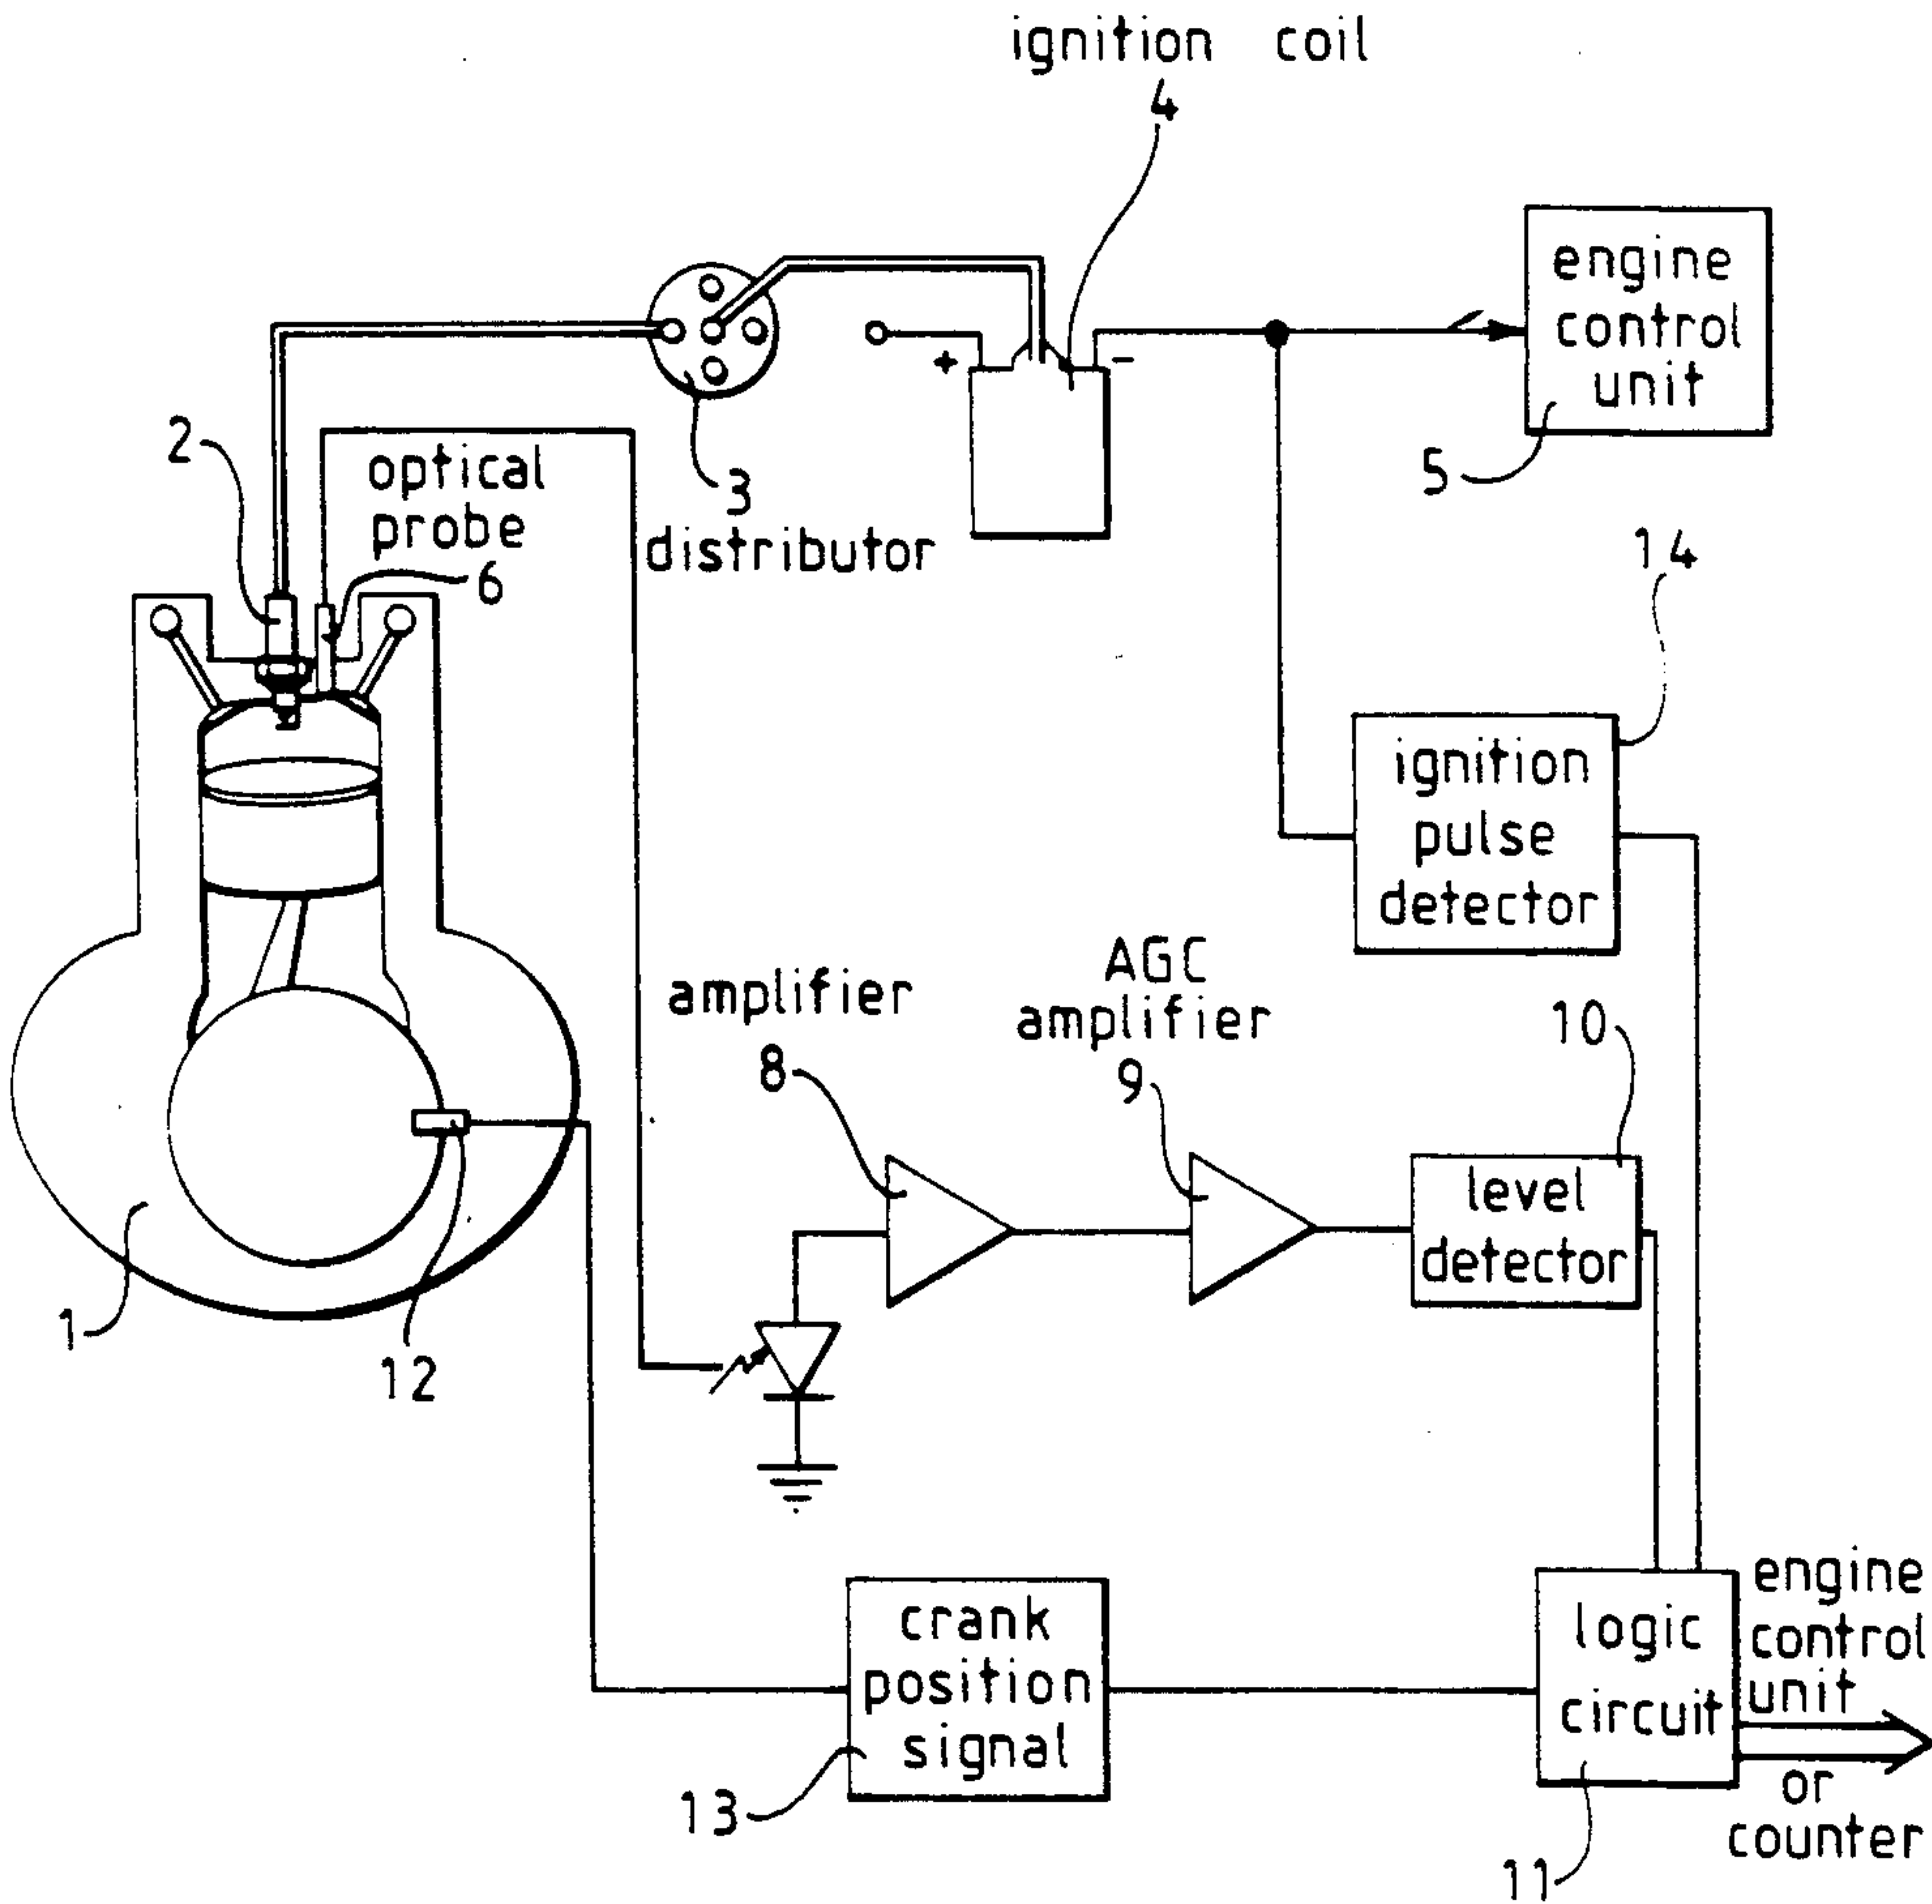 ignition coil
4
engine
control
unit
5
2
optical
probe
6
3
distributor
+
-
14
ignition
pulse
detector
amplifier
8
AGC
amplifier
9
10
level
detector
1
12
crank
position
signal
13
logic
circuit
11
engine
control
unit
or
counter